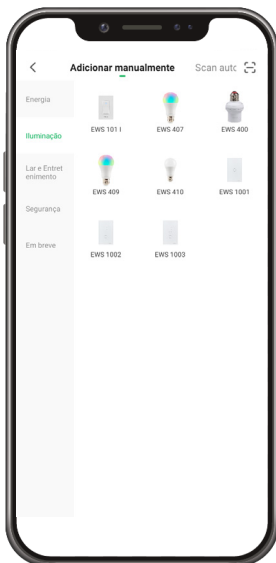 Adicionar manualmente Scan autc
Energia
Iluminação
Lar e Entret
enimento
Segurança
Em breve
EWS 101 I EWS 407 EWS 400
EWS 409 EWS 410 EWS 1001
EWS 1002 EWS 1003